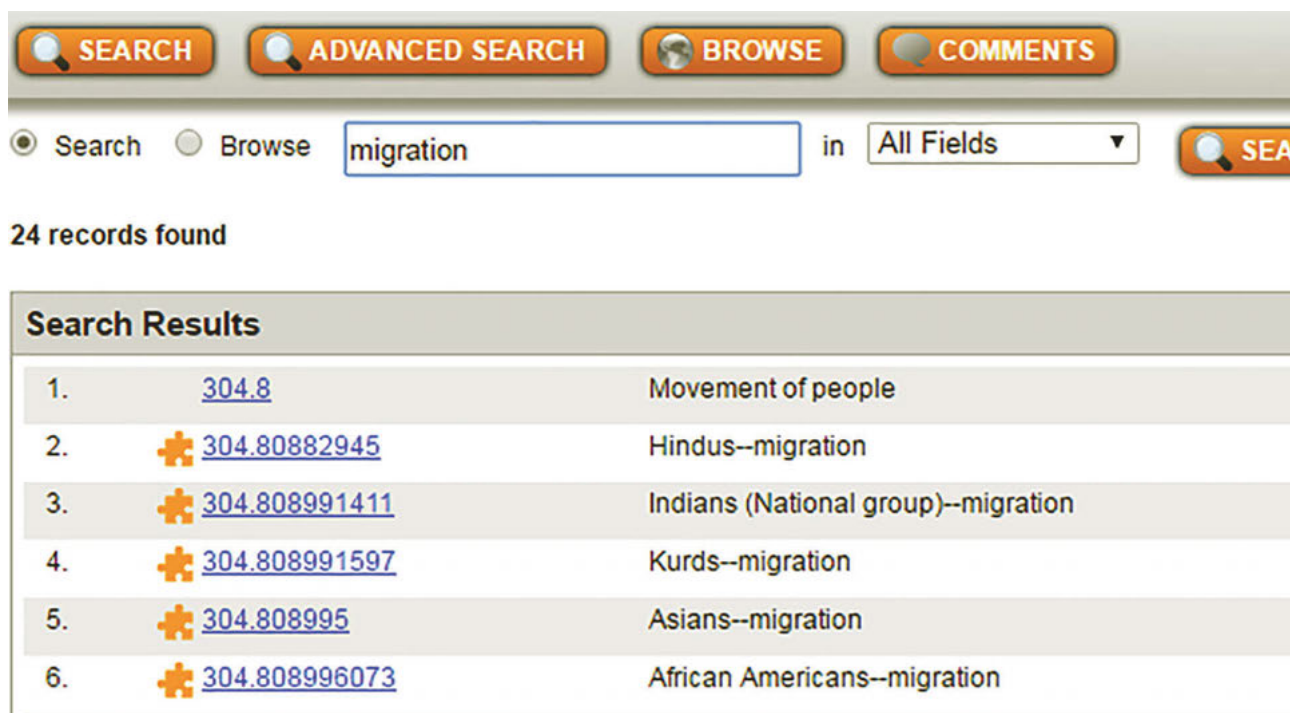 SEARCH ADVANCED SEARCH BROWSE COMMENTS
Search Browse migration in All Fields
24 records found
Search Results
1. 304.8 Movement of people
2. 304.80882945 Hindus--migration
3. 304.808991411 Indians (National group)--migration
4. 304.808991597 Kurds--migration
5. 304.808995 Asians--migration
6. 304.808996073 African Americans--migration